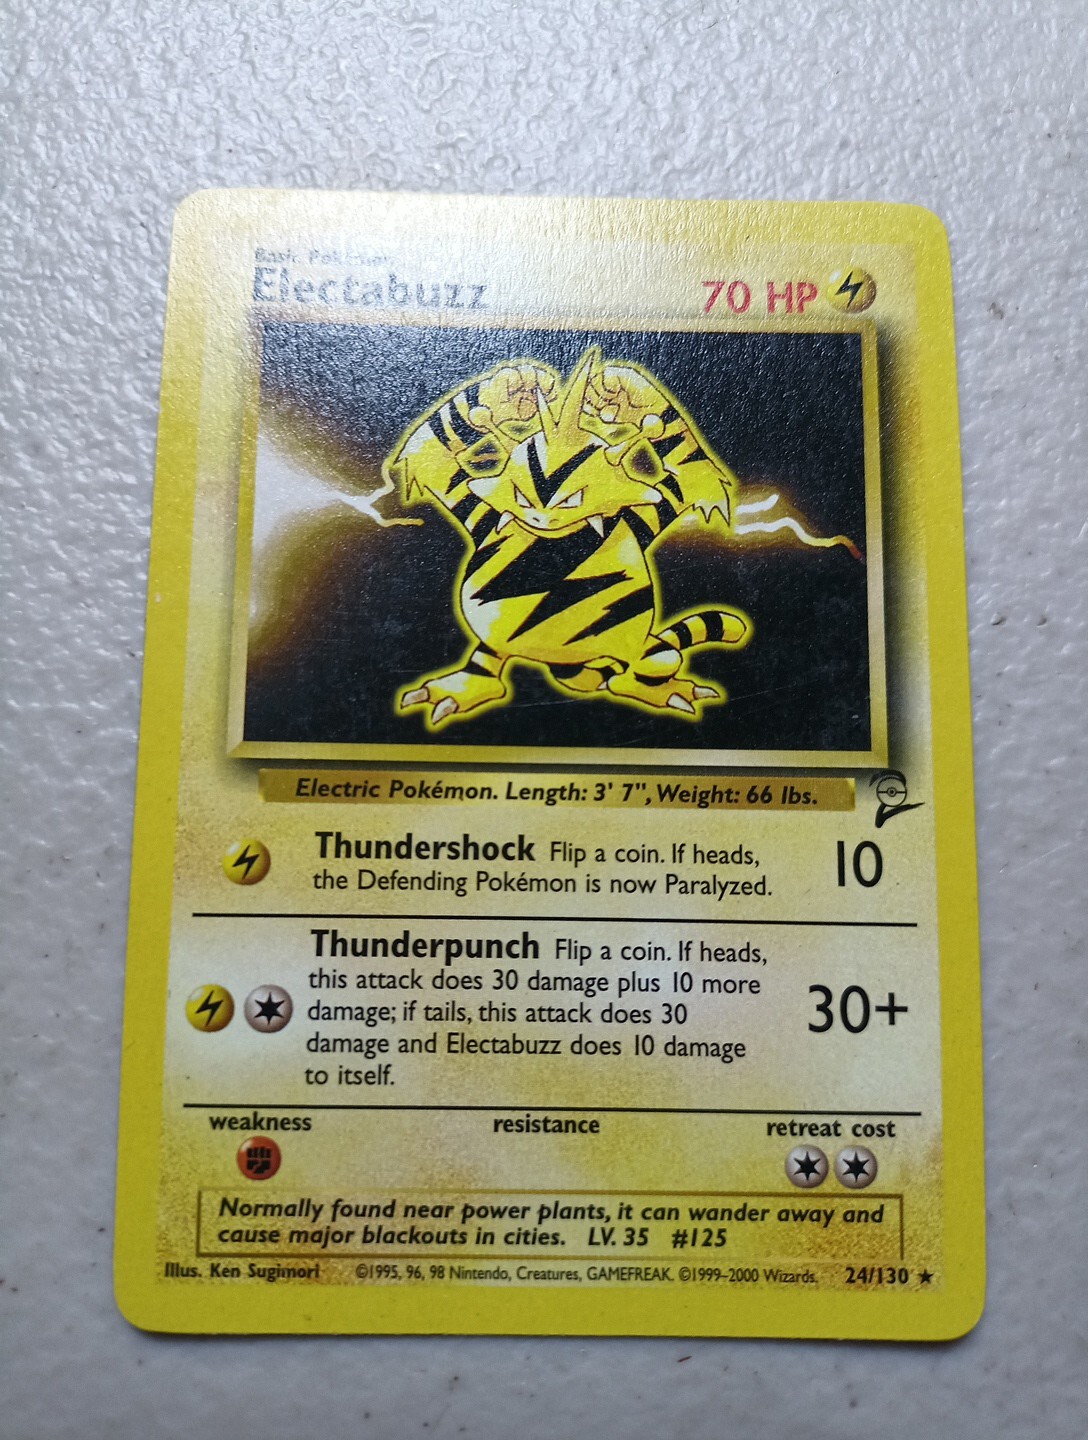 Basic Pokémon
Electabuzz
70 HP
Electric Pokémon. Length: 3' 7", Weight: 66 lbs.
Thundershock Flip a coin. If heads,
the Defending Pokémon is now Paralyzed.
10
Thunderpunch Flip a coin. If heads,
this attack does 30 damage plus 10 more
damage; if tails, this attack does 30
damage and Electabuzz does 10 damage
to itself.
30+
weakness resistance retreat cost
Normally found near power plants, it can wander away and
cause major blackouts in cities. LV. 35 #125
Illus. Ken Sugimori ©1995, 96, 98 Nintendo, Creatures, GAMEFREAK. ©1999-2000 Wizards. 24/130 ★